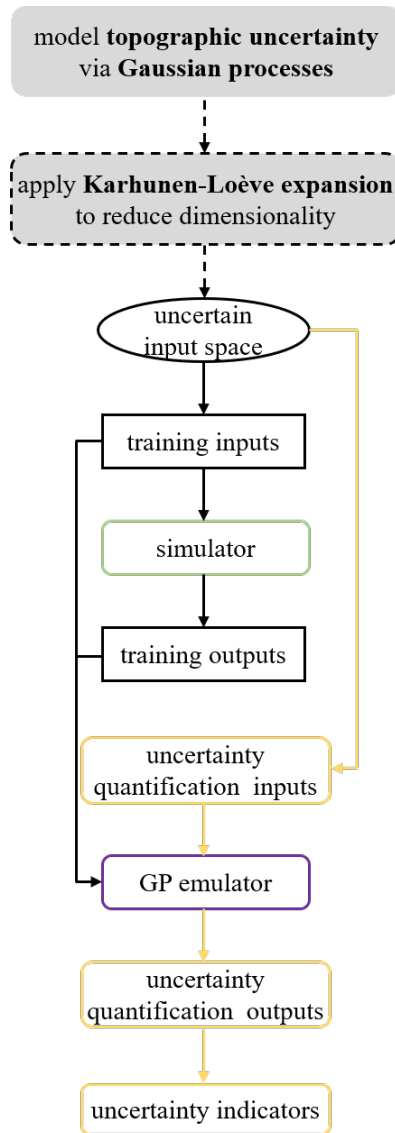 model topographic uncertainty
via Gaussian processes
apply Karhunen-Loève expansion
to reduce dimensionality
uncertain
input space
training inputs
simulator
training outputs
uncertainty
quantification inputs
GP emulator
uncertainty
quantification outputs
uncertainty indicators